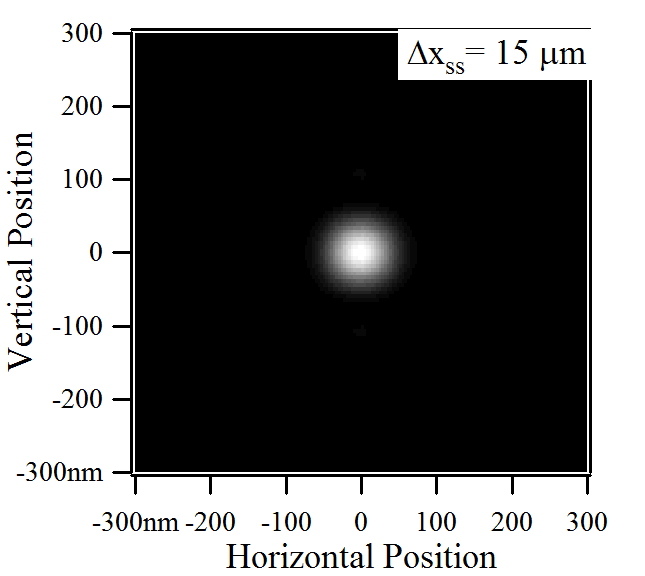 Δxss= 15 μm
300
200
100
0
-100
-200
-300nm
Vertical Position
-300nm -200 -100 0 100 200 300
Horizontal Position